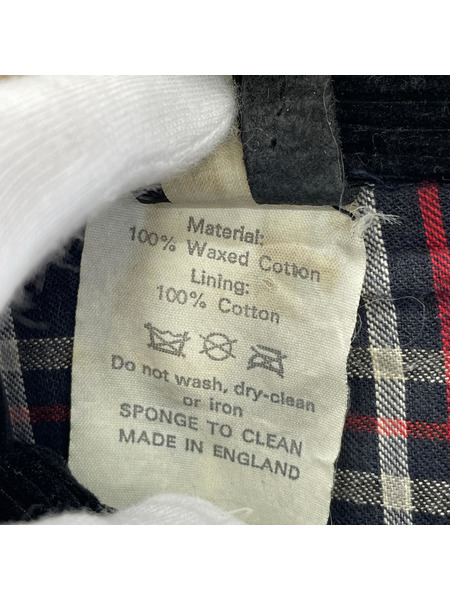 Material:
100% Waxed Cotton
Lining:
100% Cotton
Do not wash, dry-clean
or iron
SPONGE TO CLEAN
MADE IN ENGLAND